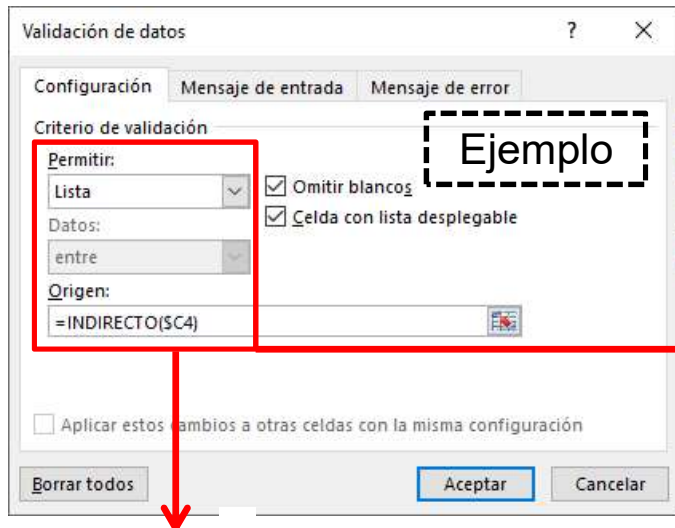 Validación de datos ? ×
Configuración Mensaje de entrada Mensaje de error
Criterio de validación
Ejemplo
Permitir:
Lista
Omitir blancos
Datos:
Celda con lista desplegable
entre
Origen:
=INDIRECTO($C4)
Aplicar estos cambios a otras celdas con la misma configuración
Borrar todos Aceptar Cancelar